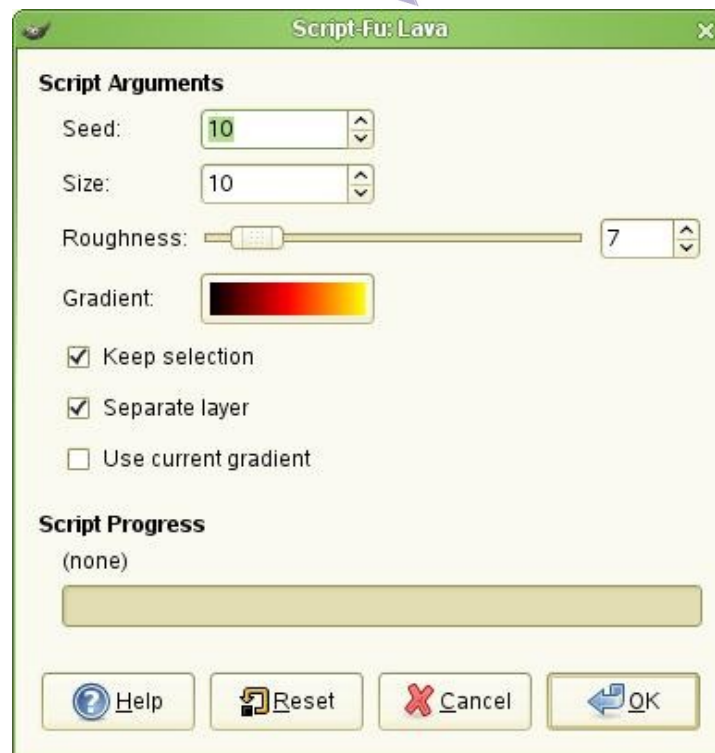 Script-Fu: Lava
Script Arguments
Seed: 10
Size: 10
Roughness: 7
Gradient:
Keep selection
Separate layer
Use current gradient
Script Progress
(none)
Help Reset Cancel OK